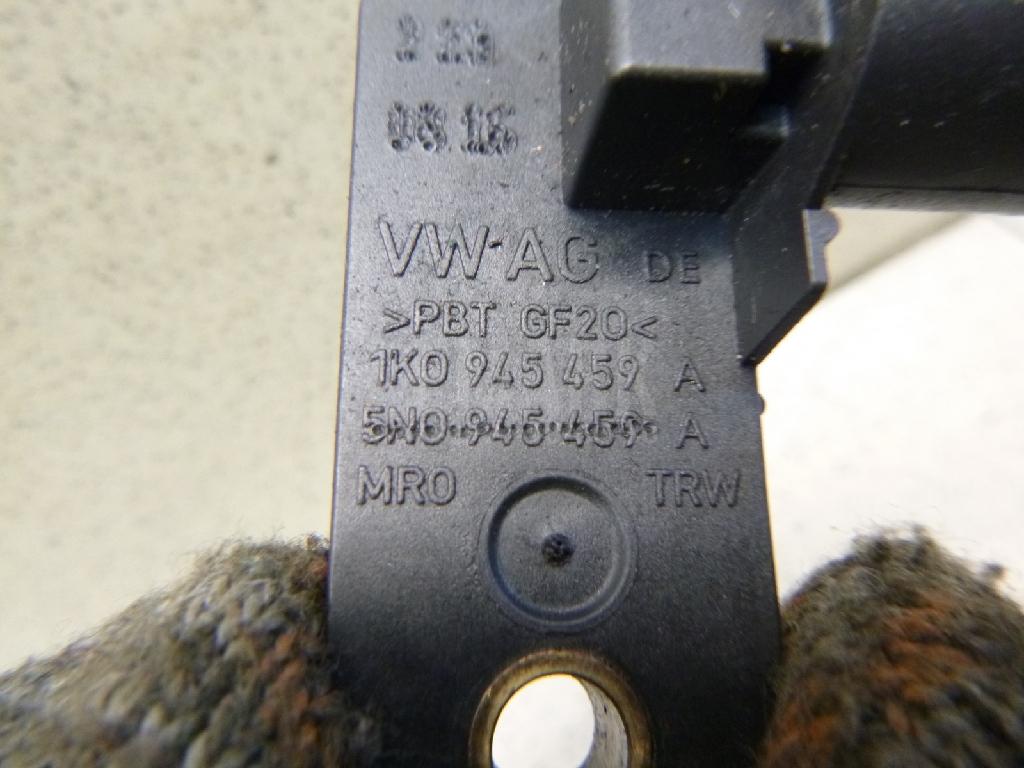 VW AG DE
>PBT GF20<
1K0 945 459 A
5N0 945 459 A
MRO TRW